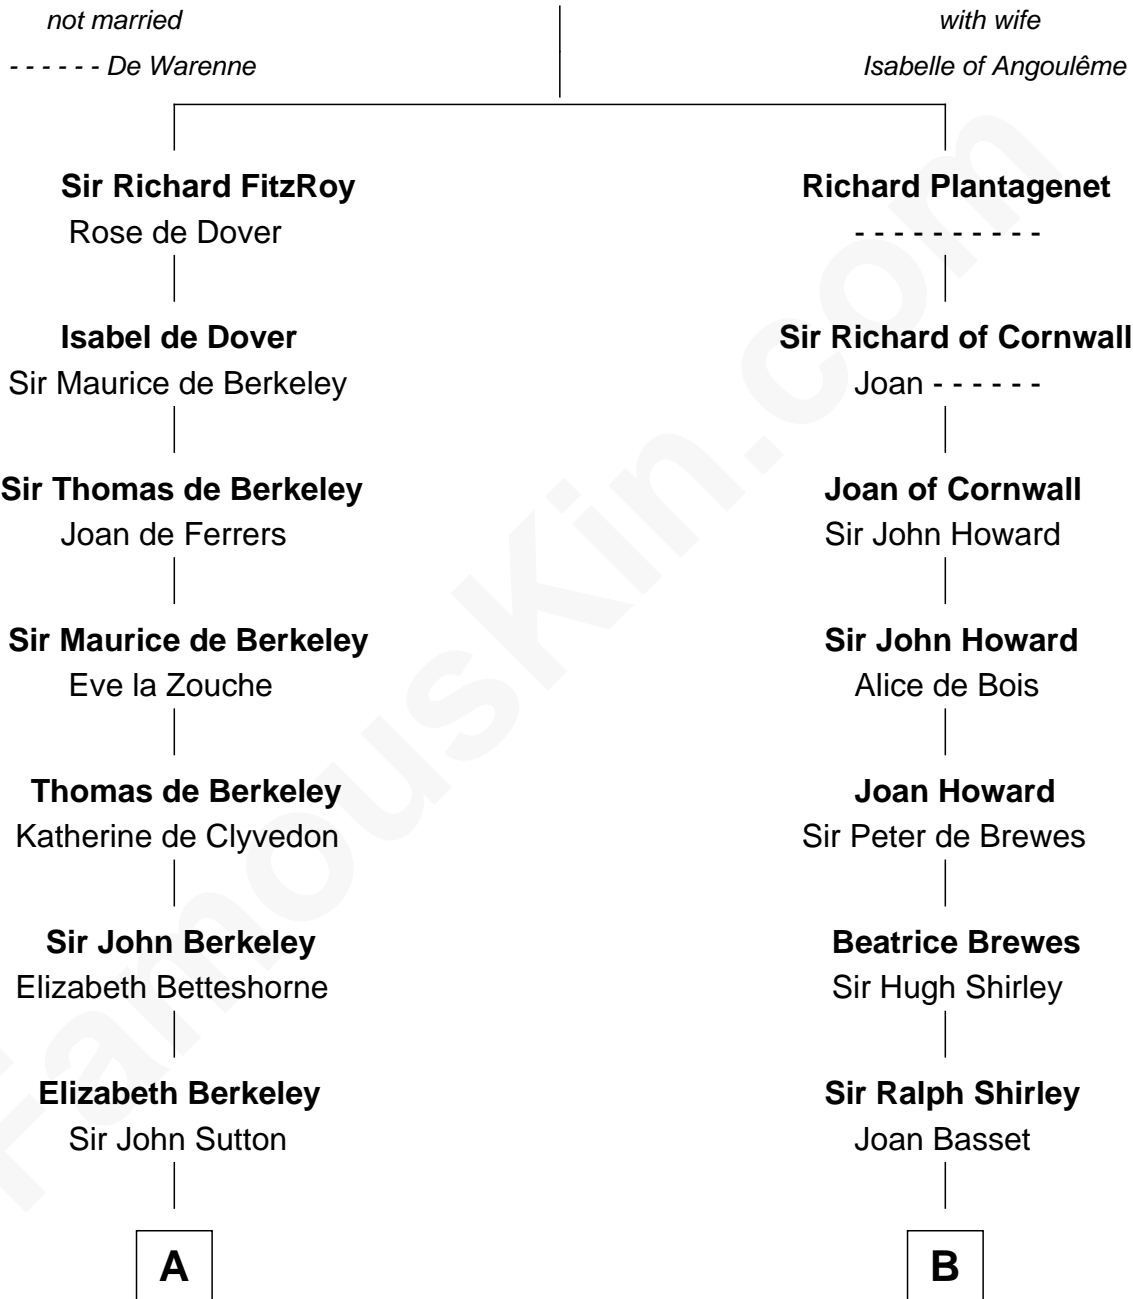 not married
with wife
- - - - - - De Warenne
Isabelle of Angoulême
Sir Richard FitzRoy
Rose de Dover
Richard Plantagenet
- - - - - - - - - -
Isabel de Dover
Sir Maurice de Berkeley
Sir Richard of Cornwall
Joan - - - - - -
Sir Thomas de Berkeley
Joan de Ferrers
Joan of Cornwall
Sir John Howard
Sir Maurice de Berkeley
Eve la Zouche
Sir John Howard
Alice de Bois
Thomas de Berkeley
Katherine de Clyvedon
Joan Howard
Sir Peter de Brewes
Sir John Berkeley
Elizabeth Betteshorne
Beatrice Brewes
Sir Hugh Shirley
Elizabeth Berkeley
Sir John Sutton
Sir Ralph Shirley
Joan Basset
A
B
FamousKin.com